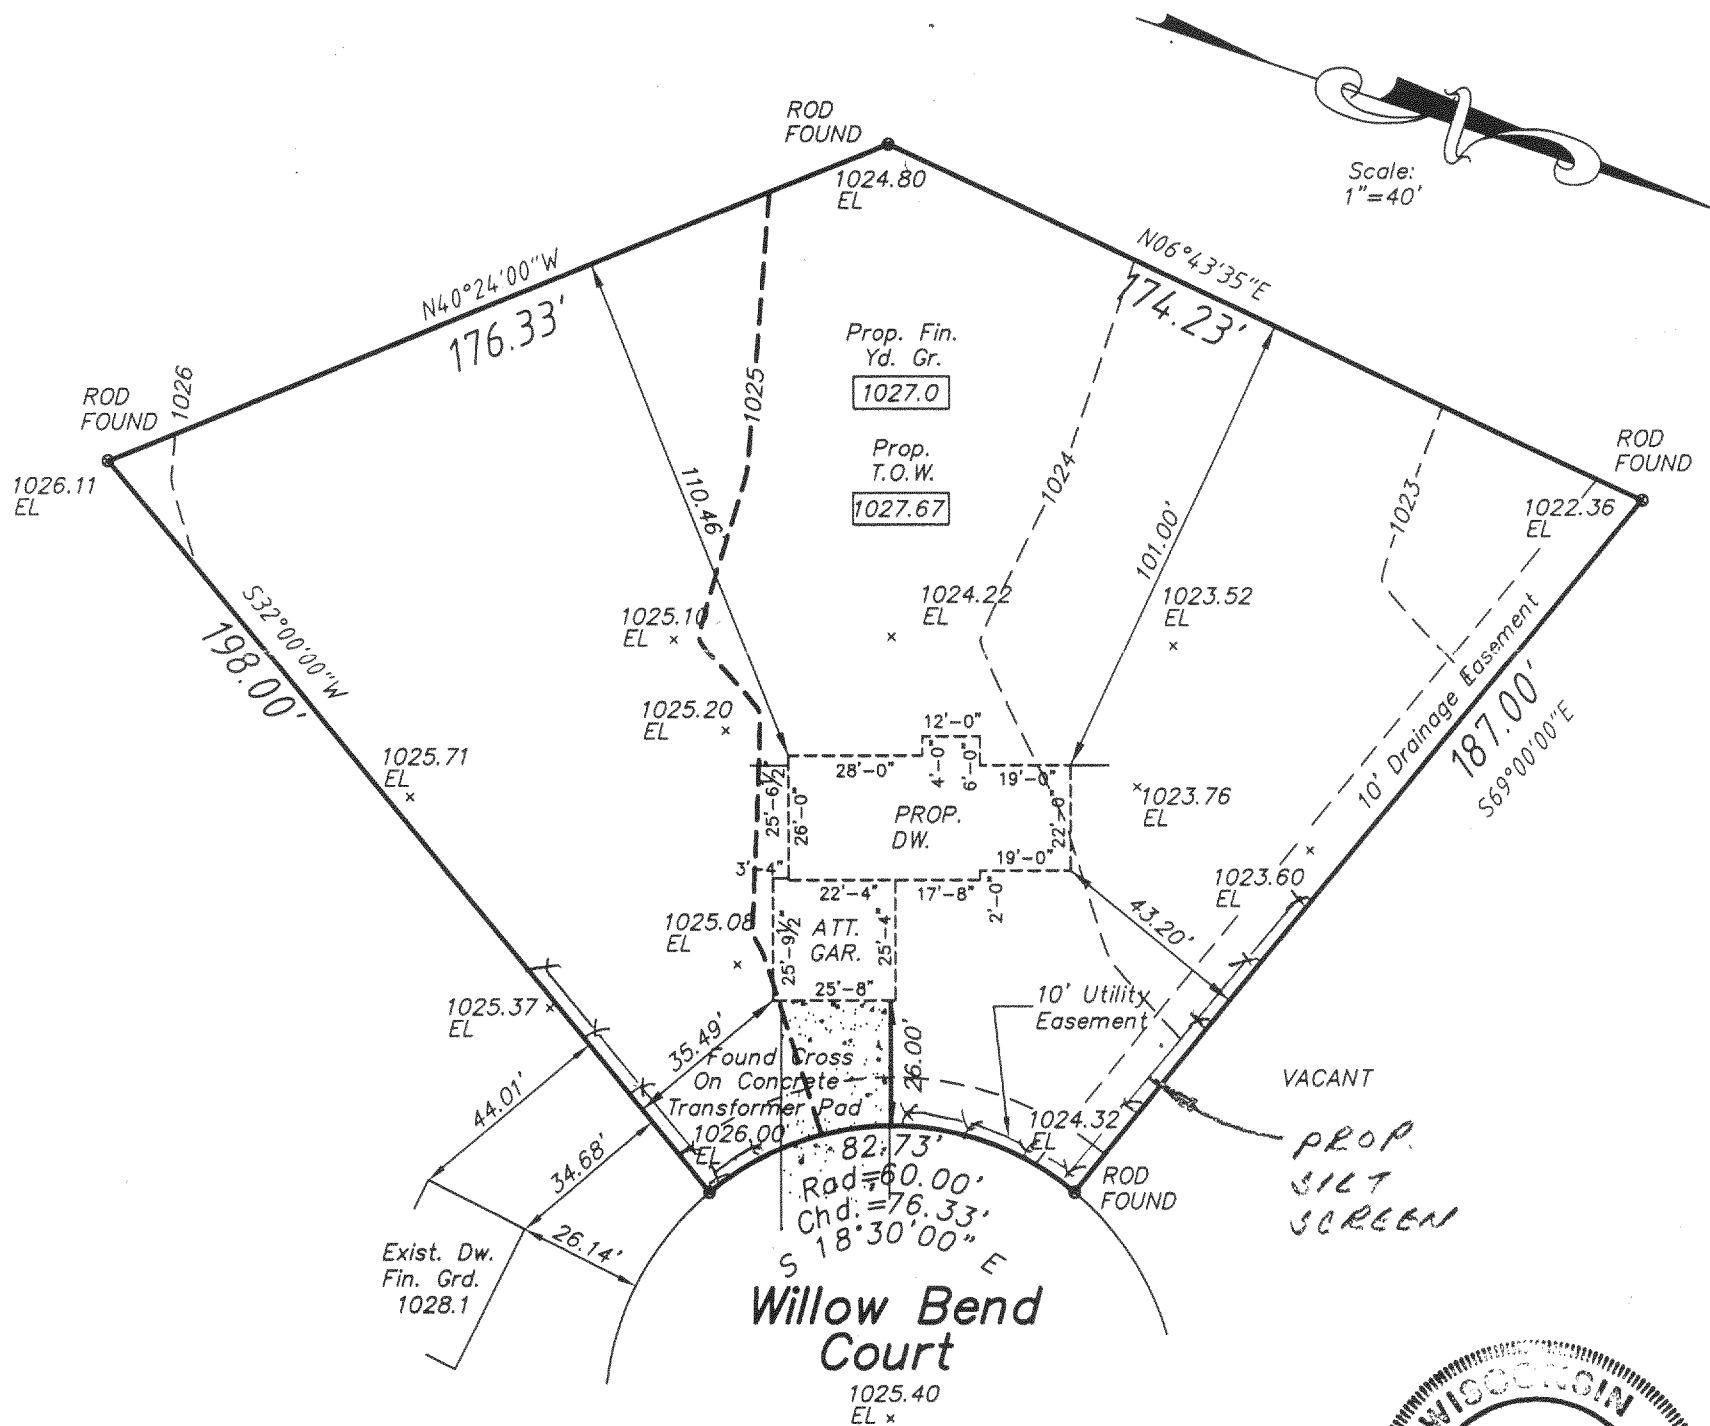 ROD
FOUND
1024.80
EL
Scale:
1"=40'
N40°24'00"W
176.33'
N06°43'35"E
174.23'
Prop. Fin.
Yd. Gr.
1027.0
Prop.
T.O.W.
1027.67
1026
1025
1024
1023
ROD
FOUND
1026.11
EL
ROD
FOUND
1022.36
EL
110.46'
101.00'
S32°00'00"W
198.00'
1025.10
EL
1024.22
EL
1023.52
EL
1025.20
EL
1025.71
EL
1023.76
EL
10' Drainage Easement
187.00'
S69°00'00"E
12'-0"
28'-0"
4'-0"
6'-0"
19'-0"
25'-6½"
26'-0"
PROP.
DW.
22'-0"
3'-4"
22'-4"
17'-8"
19'-0"
2'-0"
1023.60
EL
43.20'
1025.08
EL
25'-9½"
ATT.
GAR.
25'-4"
25'-8"
1025.37
EL
10' Utility
Easement
35.49'
Found Cross
On Concrete
Transformer Pad
1026.00
EL
26.00'
44.01'
34.68'
26.14'
1024.32
EL
VACANT
PROP.
SILT
SCREEN
ROD
FOUND
82.73'
Rad=60.00'
Chd.=76.33'
18°30'00"
S E
Exist. Dw.
Fin. Grd.
1028.1
Willow Bend
Court
1025.40
EL
WISCONSIN